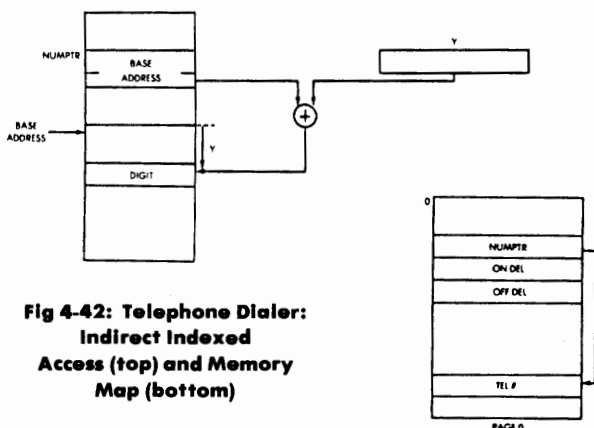 NUMPTR
BASE
ADDRESS
Y
+
BASE
ADDRESS
Y
DIGIT
0
NUMPTR
ON DEL
OFF DEL
TEL #
PAGE 0
Fig 4-42: Telephone Dialer:
Indirect Indexed
Access (top) and Memory
Map (bottom)